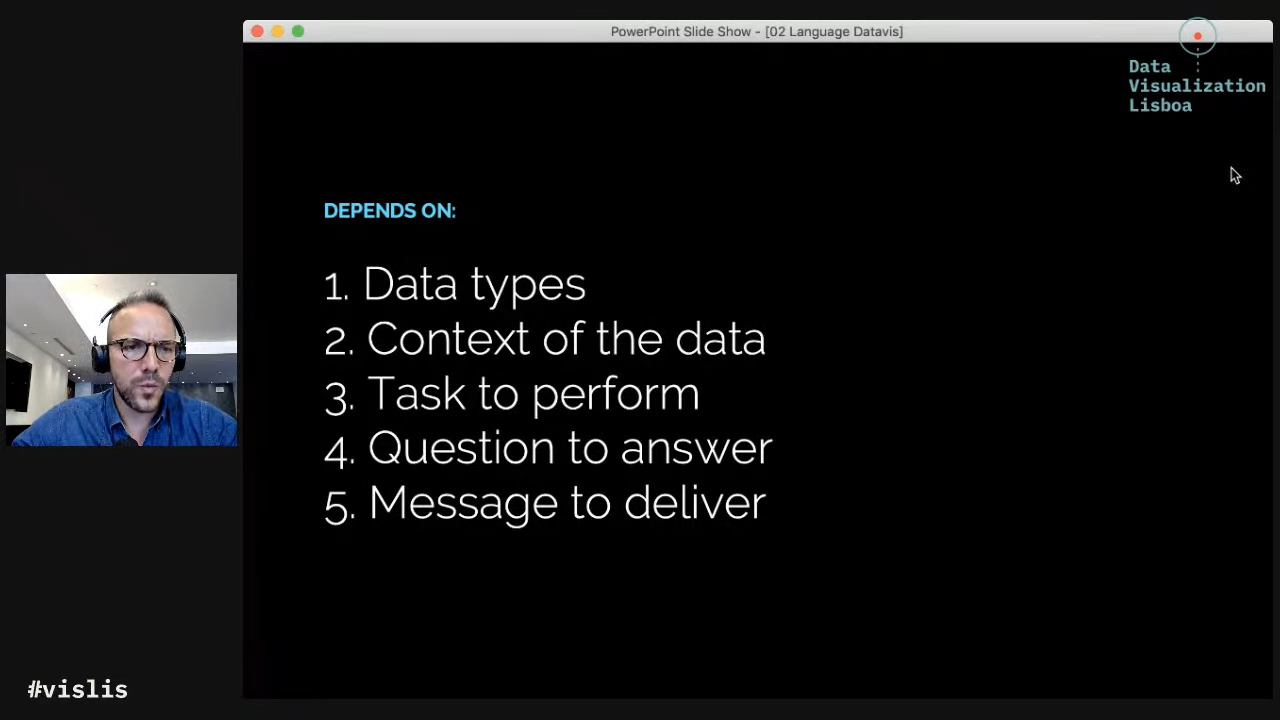 PowerPoint Slide Show - [02 Language Datavis]
Data
Visualization
Lisboa
DEPENDS ON:
1. Data types
2. Context of the data
3. Task to perform
4. Question to answer
5. Message to deliver
#vislis